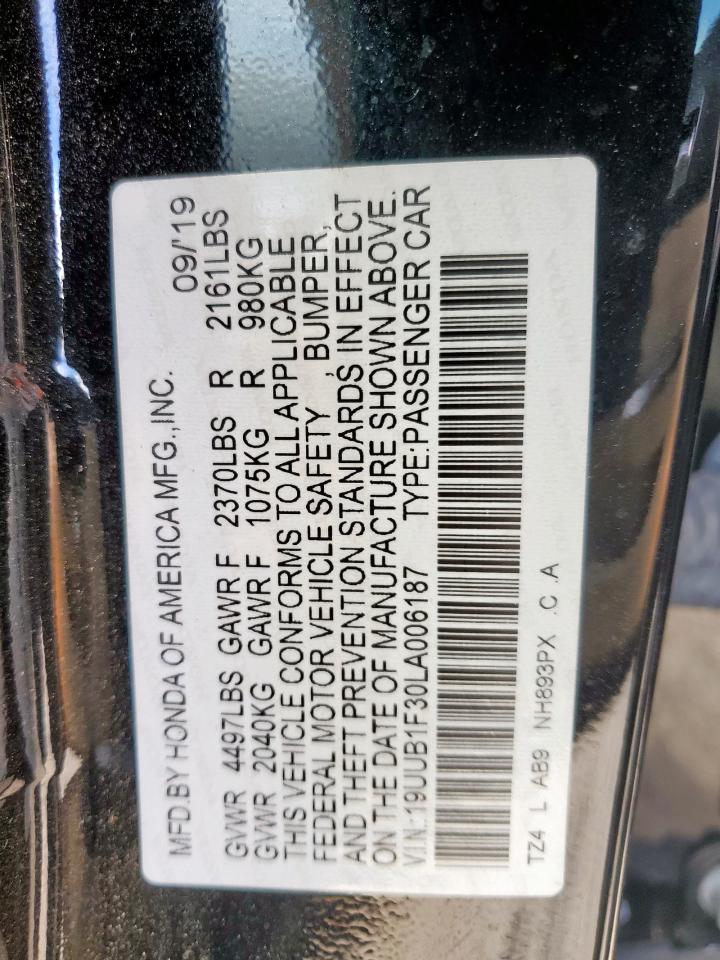 MFD.BY HONDA OF AMERICA MFG.,INC. 09/'19
GVWR 4497LBS GAWR F 2370LBS R 2161LBS
GVWR 2040KG GAWR F 1075KG R 980KG
THIS VEHICLE CONFORMS TO ALL APPLICABLE
FEDERAL MOTOR VEHICLE SAFETY , BUMPER,
AND THEFT PREVENTION STANDARDS IN EFFECT
ON THE DATE OF MANUFACTURE SHOWN ABOVE.
V.I.N.:19UUB1F30LA006187 TYPE:PASSENGER CAR
TZ4 L AB9 NH893PX .C .A